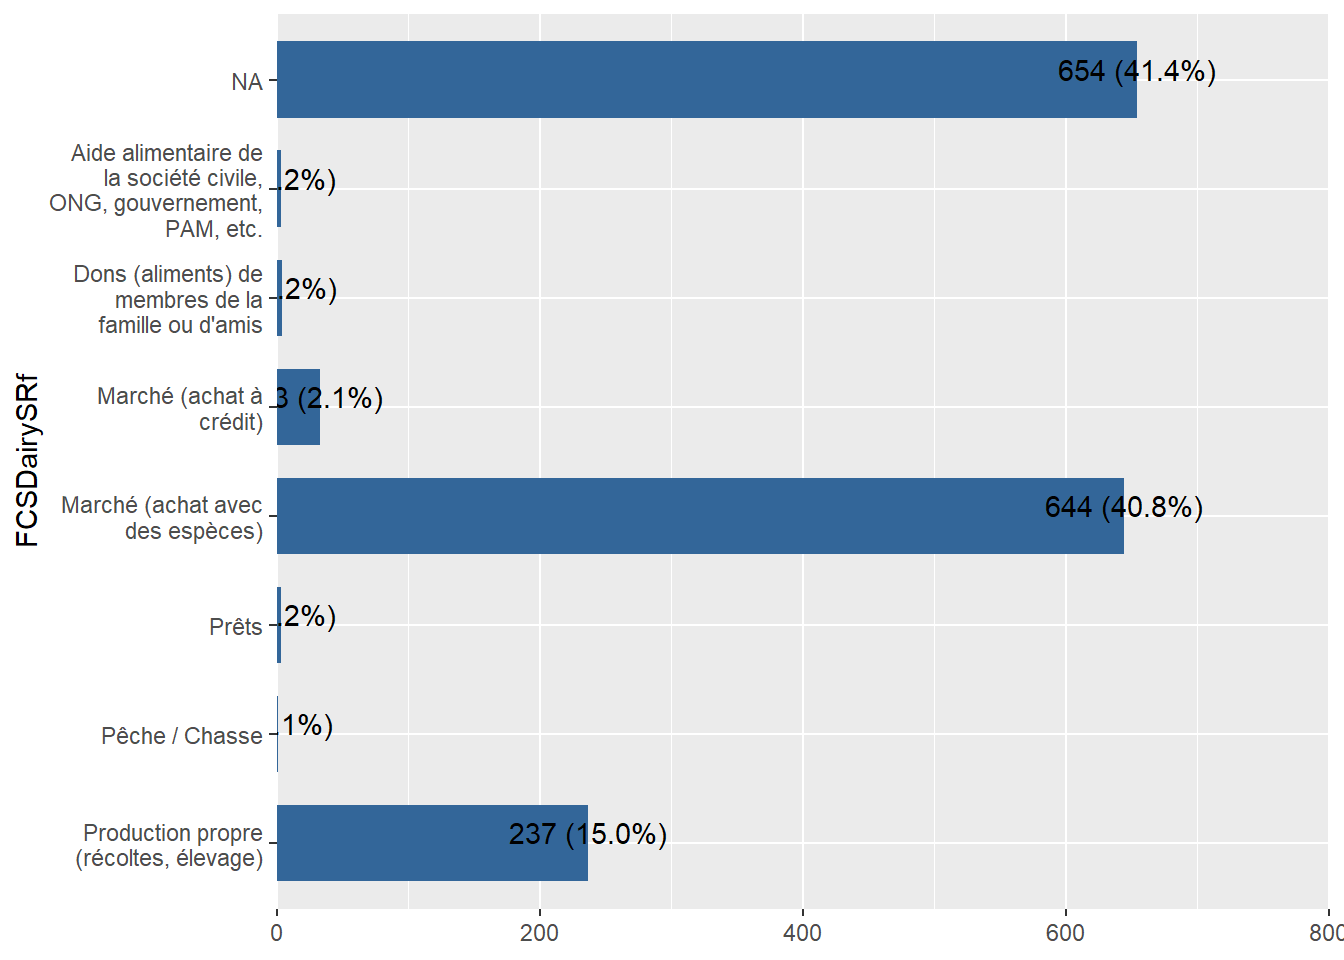 NA
654 (41.4%)
Aide alimentaire de
la société civile,
ONG, gouvernement,
PAM, etc.
.2%)
Dons (aliments) de
membres de la
famille ou d'amis
.2%)
Marché (achat à
crédit)
3 (2.1%)
Marché (achat avec
des espèces)
644 (40.8%)
Prêts
.2%)
Pêche / Chasse
1%)
Production propre
(récoltes, élevage)
237 (15.0%)
FCSDairySRf
0
200
400
600
800